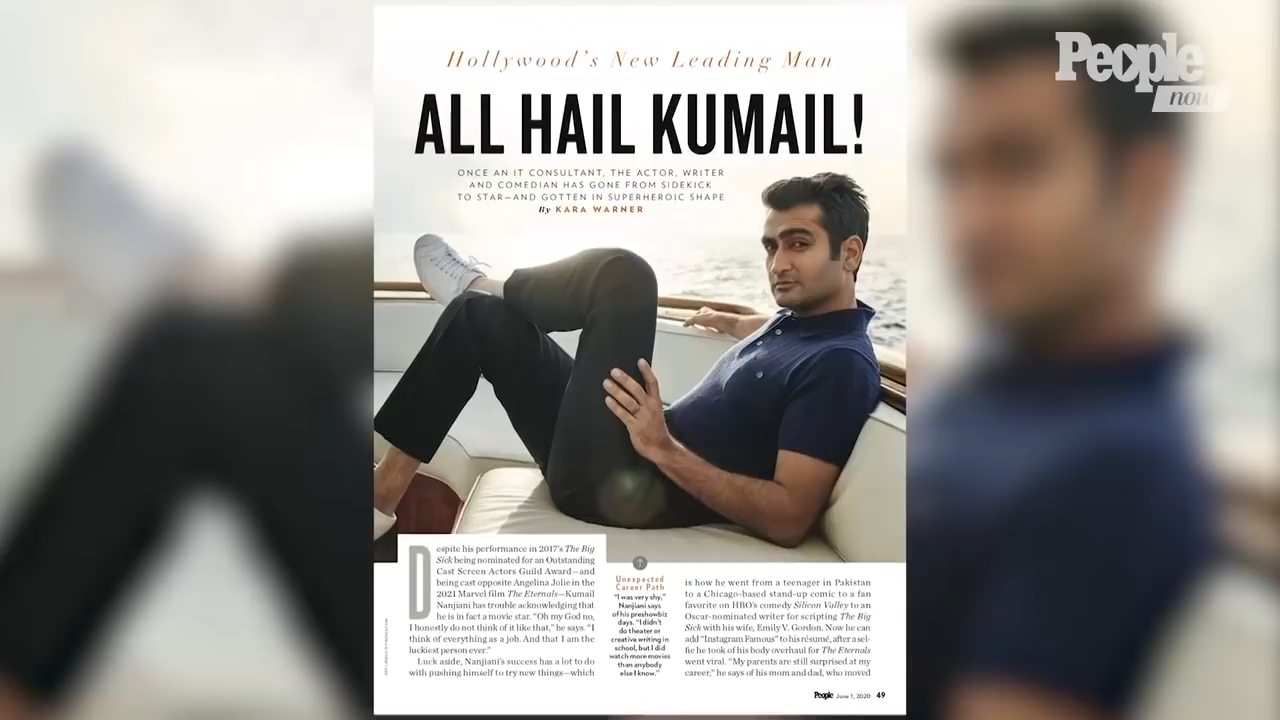 People
now
Hollywood's New Leading Man
ALL HAIL KUMAIL!
ONCE AN IT CONSULTANT, THE ACTOR, WRITER
AND COMEDIAN HAS GONE FROM SIDEKICK
TO STAR—AND GOTTEN IN SUPERHEROIC SHAPE
By KARA WARNER
Despite his performance in 2017's The Big
Sick being nominated for an Outstanding
Cast Screen Actors Guild Award—and
being cast opposite Angelina Jolie in the
2021 Marvel film The Eternals—Kumail
Nanjiani has trouble acknowledging that
he is in fact a movie star. "Oh my God no,
I honestly do not think of it like that," he says. "I
think of everything as a job. And that I am the
luckiest person ever."
Luck aside, Nanjiani's success has a lot to do
with pushing himself to try new things—which
Unexpected
Career Path
"I was very shy,"
Nanjiani says
of his preshowbiz
days. "I didn't
do theater or
creative writing in
school, but I did
watch more movies
than anybody
else I know."
is how he went from a teenager in Pakistan
to a Chicago-based stand-up comic to a fan
favorite on HBO's comedy Silicon Valley to an
Oscar-nominated writer for scripting The Big
Sick with his wife, Emily V. Gordon. Now he can
add "Instagram Famous" to his résumé, after a sel-
fie he took of his body overhaul for The Eternals
went viral. "My parents are still surprised at my
career," he says of his mom and dad, who moved
People June 1, 2020 49